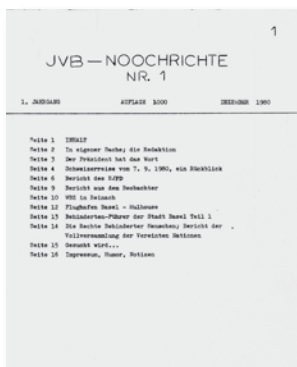 1
JVB — NOOCHRICHTE
NR. 1
1. JAHRGANG AUFLAGE 1000 DEZEMBER 1980
Seite 1 INHALT
Seite 2 In eigener Sache; die Redaktion
Seite 3 Der Präsident hat das Wort
Seite 4 Schweizerreise vom 7. 9. 1980, ein Rückblick
Seite 6 Bericht des
Seite 9 Bericht aus dem Beobachter
Seite 10 in Reinach
Seite 12 Flughafen Basel - Mulhouse
Seite 13 Behinderten-Führer der Stadt Basel Teil 1
Seite 14 Die Rechte Behinderter Menschen; Bericht der
Vollversammlung der Vereinten Nationen
Seite 15 Gesucht wird...
Seite 16 Impressum, Humor, Notizen